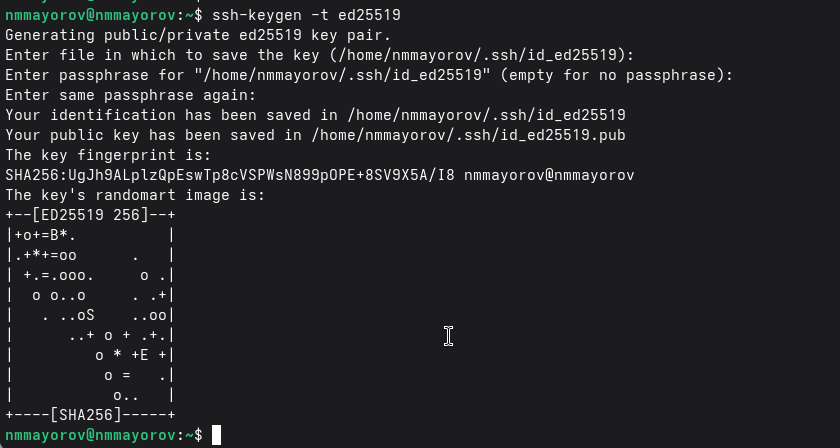 nmmayorov@nmmayorov:~$ ssh-keygen -t ed25519
Generating public/private ed25519 key pair.
Enter file in which to save the key (/home/nmmayorov/.ssh/id_ed25519):
Enter passphrase for "/home/nmmayorov/.ssh/id_ed25519" (empty for no passphrase):
Enter same passphrase again:
Your identification has been saved in /home/nmmayorov/.ssh/id_ed25519
Your public key has been saved in /home/nmmayorov/.ssh/id_ed25519.pub
The key fingerprint is:
SHA256:UgJh9ALplzQpEswTp8cVSPWsN899pOPE+8SV9X5A/I8 nmmayorov@nmmayorov
The key's randomart image is:
+--[ED25519 256]--+
|+o+=B*.          |
|.+*+=oo      .   |
| +.=.ooo.     o .|
|  o o..o     . .+|
|   . ..oS    ..oo|
|      ..+ o + .+.|
|         o * +E +|
|          o =   .|
|           o..   |
+----[SHA256]-----+
nmmayorov@nmmayorov:~$